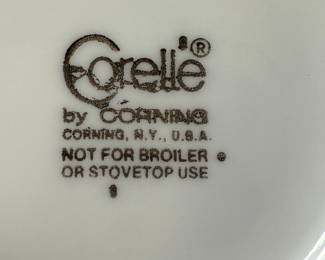 Corelle®
by CORNING
CORNING, N.Y., U.S.A.
NOT FOR BROILER
OR STOVETOP USE